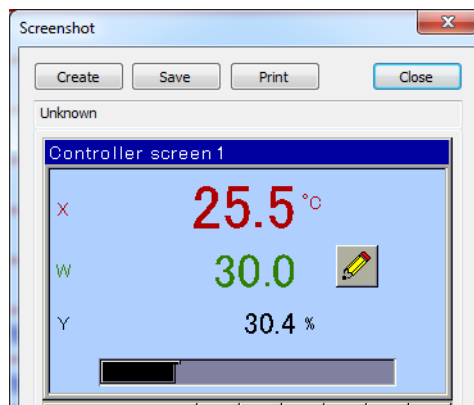 Screenshot
Create Save Print Close
Unknown
Controller screen 1
X 25.5 °C
W 30.0
Y 30.4 %